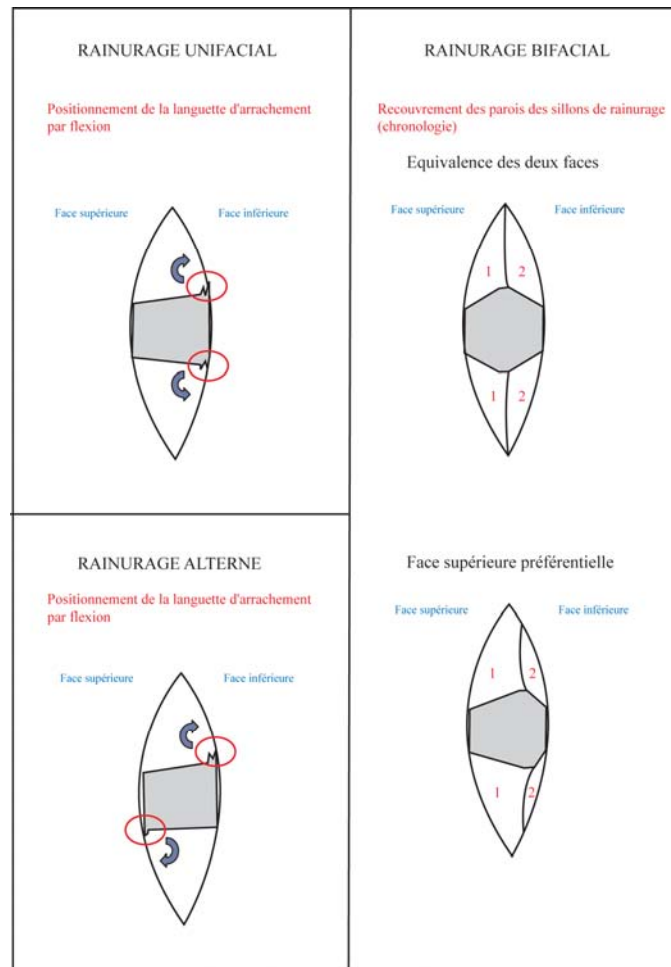 RAINURAGE UNIFACIAL
Positionnement de la languette d'arrachement
par flexion
Face supérieure
Face inférieure
RAINURAGE BIFACIAL
Recouvrement des parois des sillons de rainurage
(chronologie)
Equivalence des deux faces
Face supérieure
Face inférieure
1
2
1
2
RAINURAGE ALTERNE
Positionnement de la languette d'arrachement
par flexion
Face supérieure
Face inférieure
Face supérieure préférentielle
Face supérieure
Face inférieure
1
2
1
2